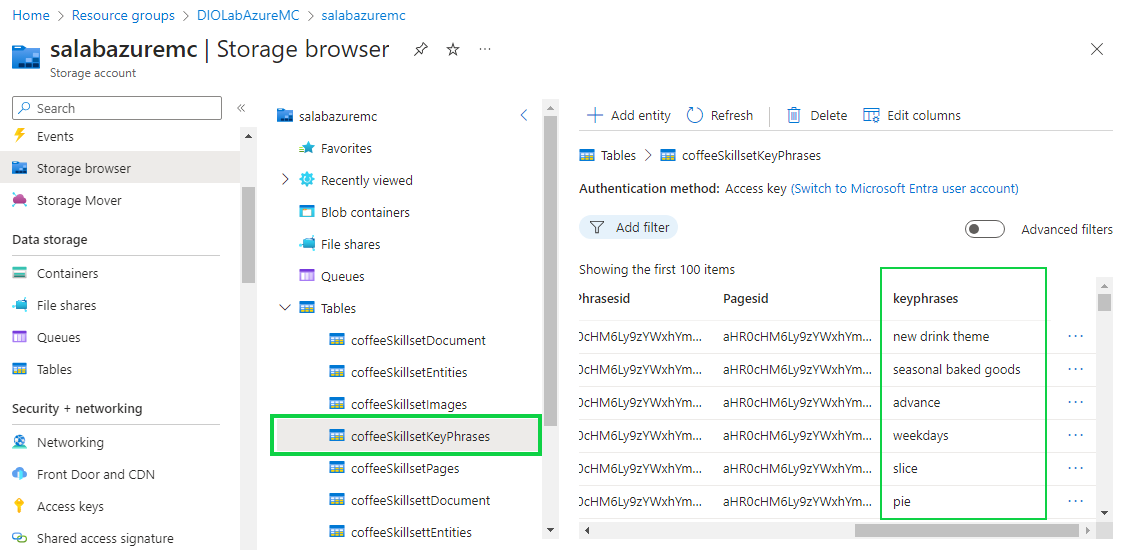 Home > Resource groups > DIOLabAzureMC > salabazuremc
salabazuremc | Storage browser
Storage account
Search
Events
Storage browser
Storage Mover
Data storage
Containers
File shares
Queues
Tables
Security + networking
Networking
Front Door and CDN
Access keys
Shared access signature
salabazuremc
Favorites
Recently viewed
Blob containers
File shares
Queues
Tables
coffeeSkillsetDocument
coffeeSkillsetEntities
coffeeSkillsetImages
coffeeSkillsetKeyPhrases
coffeeSkillsetPages
coffeeSkillsettDocument
coffeeSkillsettEntities
Add entity Refresh Delete Edit columns
Tables > coffeeSkillsetKeyPhrases
Authentication method: Access key (Switch to Microsoft Entra user account)
Add filter Advanced filters
Showing the first 100 items
Phrasesid Pagesid keyphrases
0cHM6Ly9zYWxhYm... aHR0cHM6Ly9zYWxhYm... new drink theme
0cHM6Ly9zYWxhYm... aHR0cHM6Ly9zYWxhYm... seasonal baked goods
0cHM6Ly9zYWxhYm... aHR0cHM6Ly9zYWxhYm... advance
0cHM6Ly9zYWxhYm... aHR0cHM6Ly9zYWxhYm... weekdays
0cHM6Ly9zYWxhYm... aHR0cHM6Ly9zYWxhYm... slice
0cHM6Ly9zYWxhYm... aHR0cHM6Ly9zYWxhYm... pie